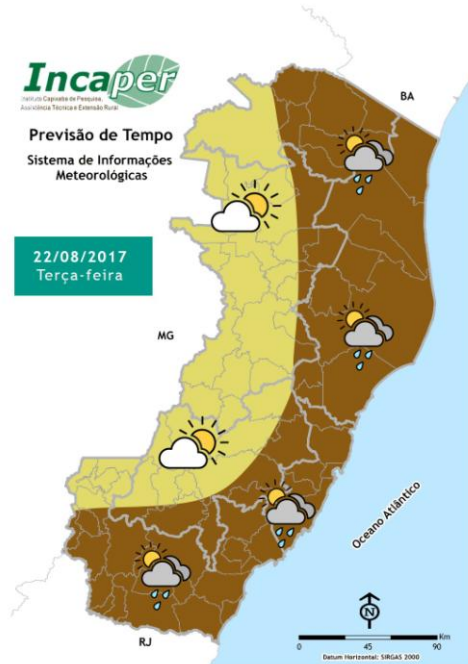 Incaper
Instituto Capixaba de Pesquisa,
Assistência Técnica e Extensão Rural
Previsão de Tempo
Sistema de Informações
Meteorológicas
22/08/2017
Terça-feira
BA
MG
Oceano Atlântico
RJ
N
Km
0 45 90
Datum Horizontal: SIRGAS 2000